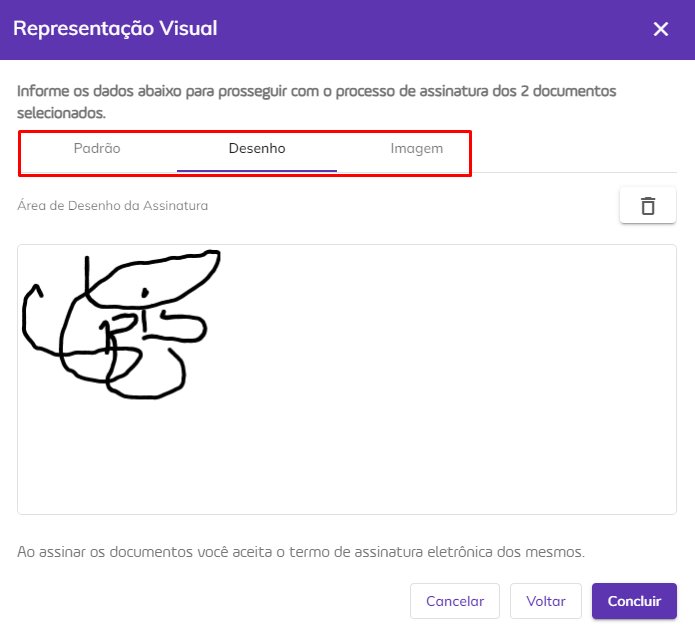 Representação Visual
Informe os dados abaixo para prosseguir com o processo de assinatura dos 2 documentos
selecionados.
Padrão Desenho Imagem
Área de Desenho da Assinatura
Ao assinar os documentos você aceita o termo de assinatura eletrônica dos mesmos.
Cancelar Voltar Concluir